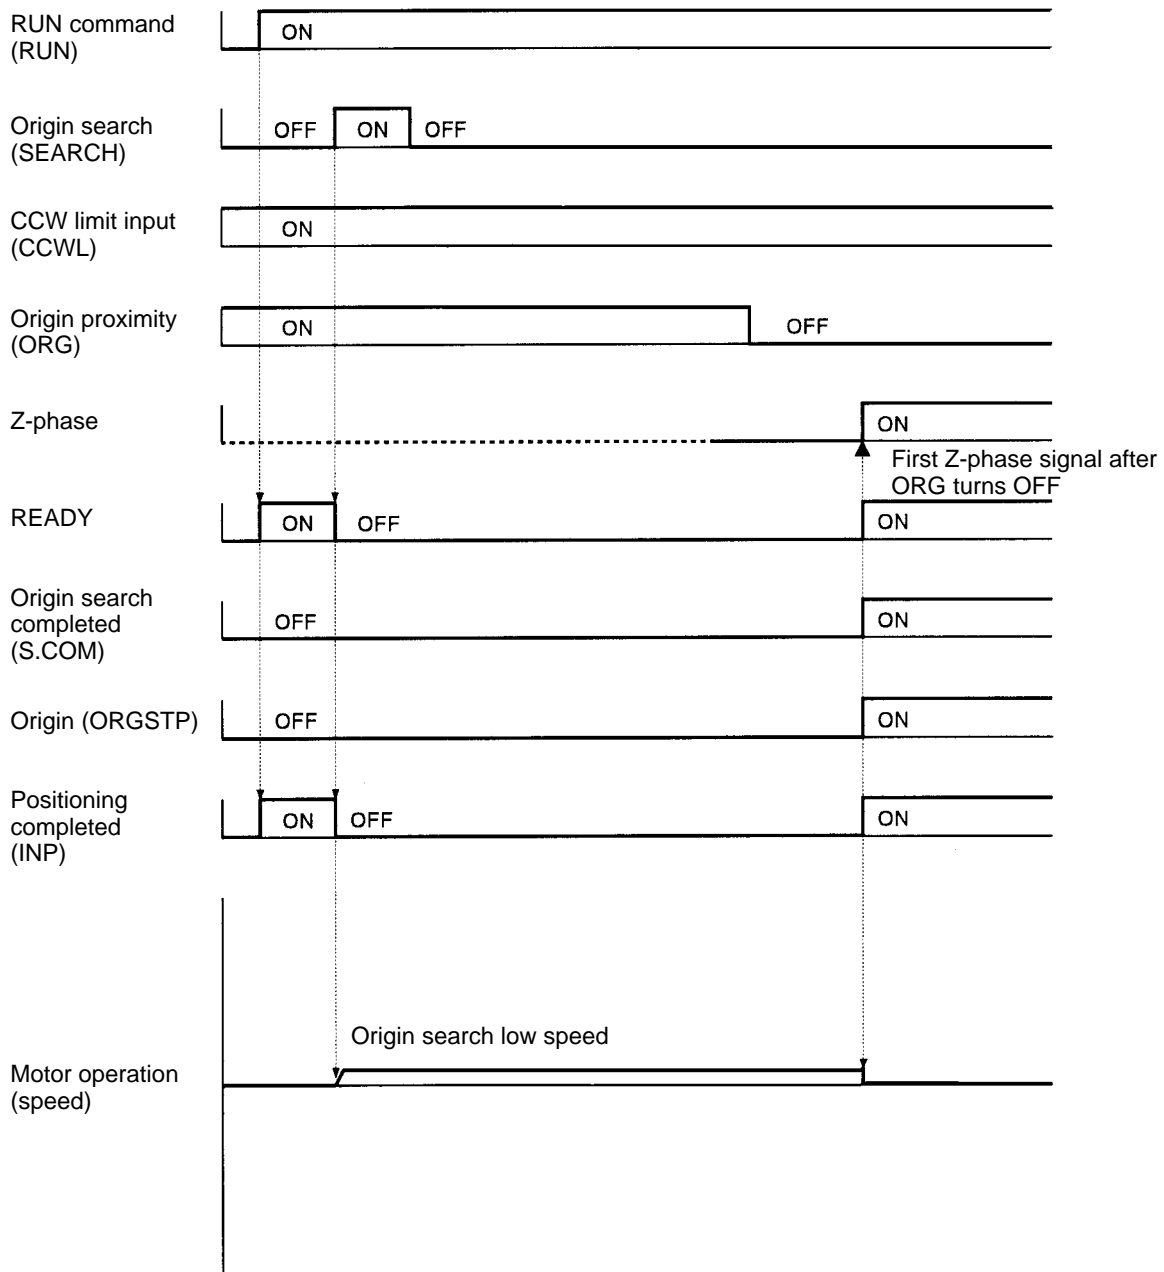 RUN command
(RUN)
ON
Origin search
(SEARCH)
OFF ON OFF
CCW limit input
(CCWL)
ON
Origin proximity
(ORG)
ON OFF
Z-phase
ON
First Z-phase signal after
ORG turns OFF
READY
ON OFF ON
Origin search
completed
(S.COM)
OFF ON
Origin (ORGSTP)
OFF ON
Positioning
completed
(INP)
ON OFF ON
Origin search low speed
Motor operation
(speed)